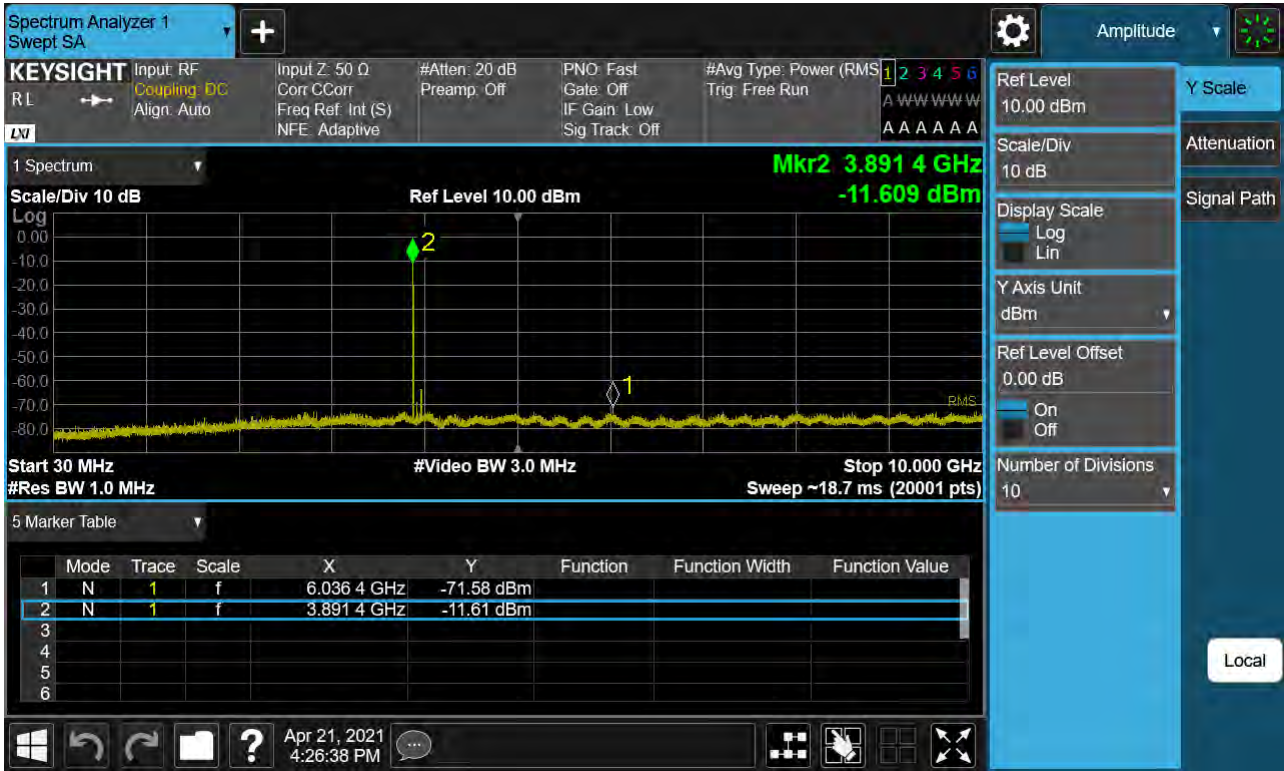 Spectrum Analyzer 1
Swept SA
+
Amplitude
KEYSIGHT
RL
LXI
Input: RF
Coupling: DC
Align: Auto
Input Z: 50 Ω
Corr CCorr
Freq Ref: Int (S)
NFE: Adaptive
#Atten: 20 dB
Preamp: Off
PNO: Fast
Gate: Off
IF Gain: Low
Sig Track: Off
#Avg Type: Power (RMS
Trig: Free Run
1 2 3 4 5 6
A W W W W W
A A A A A A
1 Spectrum
Mkr2 3.891 4 GHz
-11.609 dBm
Scale/Div 10 dB
Ref Level 10.00 dBm
Log
0.00
-10.0
-20.0
-30.0
-40.0
-50.0
-60.0
-70.0
-80.0
2
1
RMS
Start 30 MHz
#Video BW 3.0 MHz
Stop 10.000 GHz
#Res BW 1.0 MHz
Sweep ~18.7 ms (20001 pts)
5 Marker Table
Mode Trace Scale X Y Function Function Width Function Value
1 N 1 f 6.036 4 GHz -71.58 dBm
2 N 1 f 3.891 4 GHz -11.61 dBm
3
4
5
6
Ref Level
10.00 dBm
Scale/Div
10 dB
Display Scale
Log
Lin
Y Axis Unit
dBm
Ref Level Offset
0.00 dB
On
Off
Number of Divisions
10
Y Scale
Attenuation
Signal Path
Local
?
Apr 21, 2021
4:26:38 PM